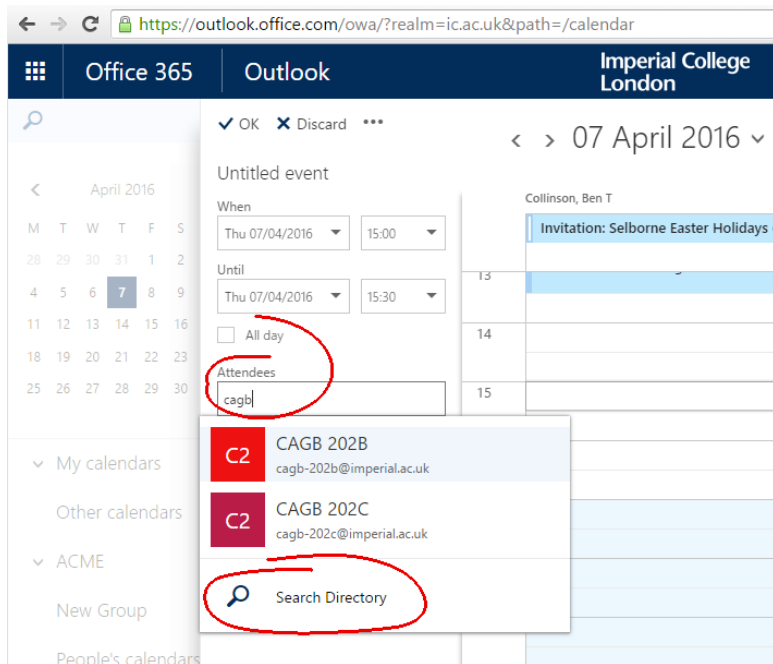 https://outlook.office.com/owa/?realm=ic.ac.uk&path=/calendar
Office 365
Outlook
Imperial College
London
OK
Discard
•••
07 April 2016
Untitled event
When
Thu 07/04/2016
15:00
Until
Thu 07/04/2016
15:30
All day
Attendees
cagb
C2
CAGB 202B
cagb-202b@imperial.ac.uk
C2
CAGB 202C
cagb-202c@imperial.ac.uk
Search Directory
April 2016
M T W T F S
28 29 30 31 1 2
4 5 6 7 8 9
11 12 13 14 15 16
18 19 20 21 22 23
25 26 27 28 29 30
My calendars
Other calendars
ACME
New Group
People's calendars
Collinson, Ben T
Invitation: Selborne Easter Holidays
13
14
15